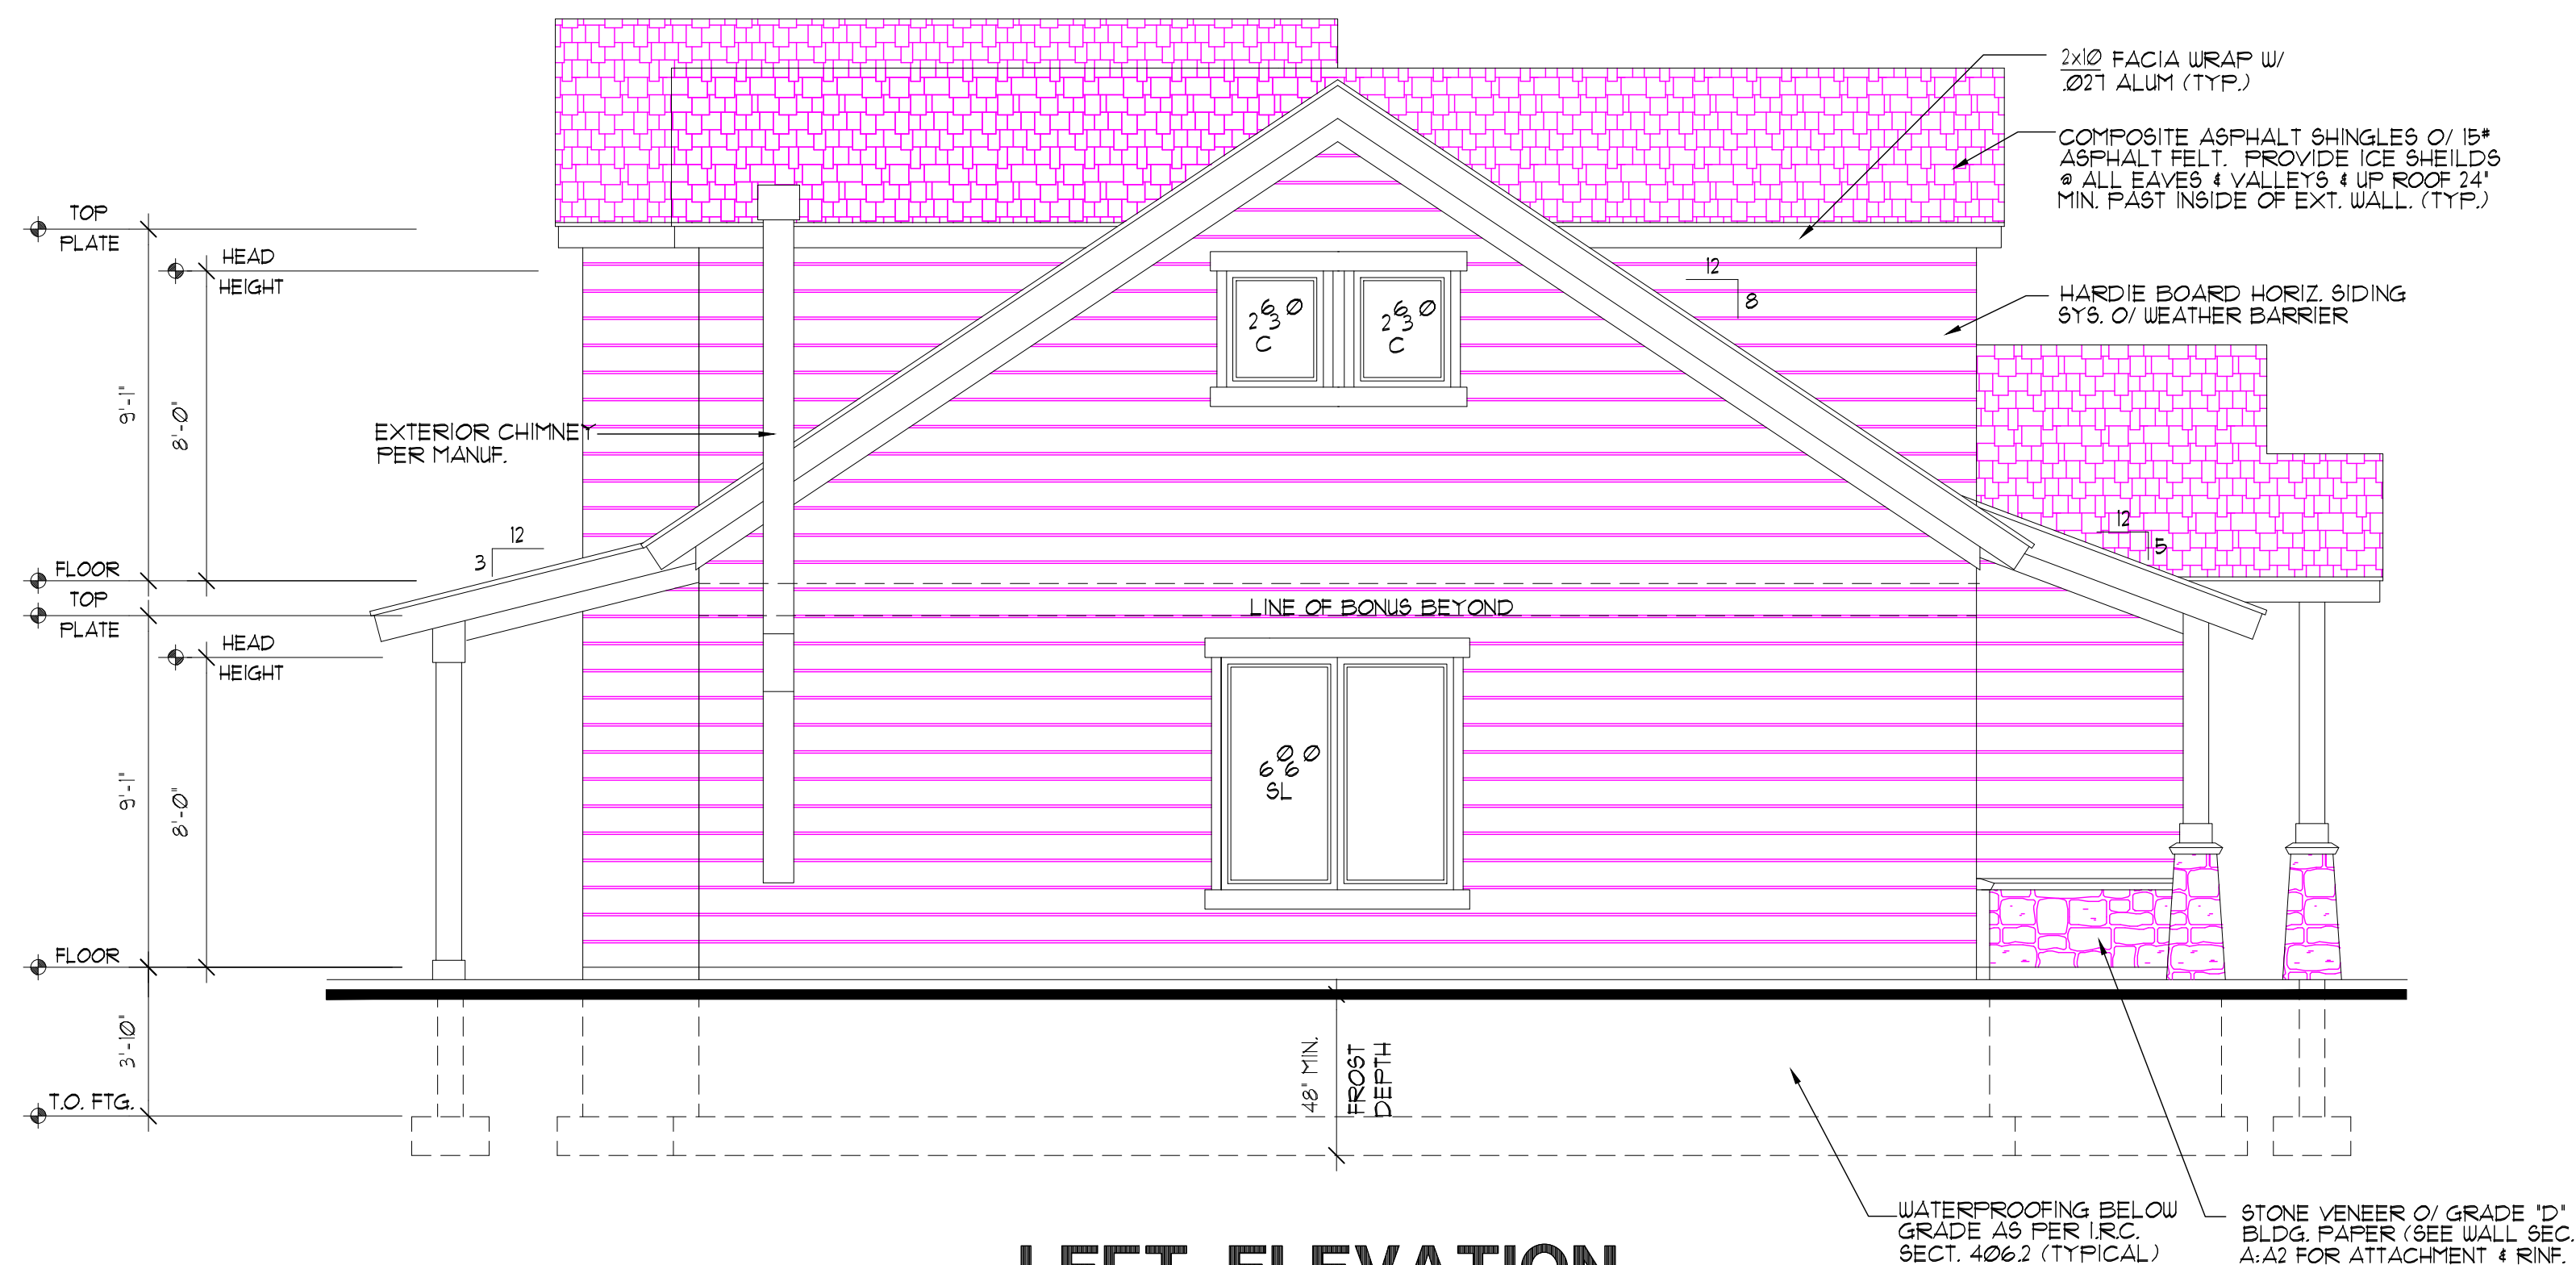 2x10 FACIA WRAP W/
.027 ALUM (TYP.)
COMPOSITE ASPHALT SHINGLES O/ 15#
ASPHALT FELT. PROVIDE ICE SHEILDS
@ ALL EAVES & VALLEYS & UP ROOF 24"
MIN. PAST INSIDE OF EXT. WALL. (TYP.)
TOP
PLATE
HEAD
HEIGHT
12
8
HARDIE BOARD HORIZ. SIDING
SYS. O/ WEATHER BARRIER
2630
C
2630
C
9'-1"
8'-0"
EXTERIOR CHIMNEY
PER MANUF.
12
3
12
5
FLOOR
TOP
PLATE
LINE OF BONUS BEYOND
HEAD
HEIGHT
9'-1"
8'-0"
6060
SL
FLOOR
3'-10"
48" MIN.
FROST
DEPTH
T.O. FTG.
WATERPROOFING BELOW
GRADE AS PER I.R.C.
SECT. 406.2 (TYPICAL)
STONE VENEER O/ GRADE "D"
BLDG. PAPER (SEE WALL SEC.
A:A2 FOR ATTACHMENT & RINF.
LEFT ELEVATION